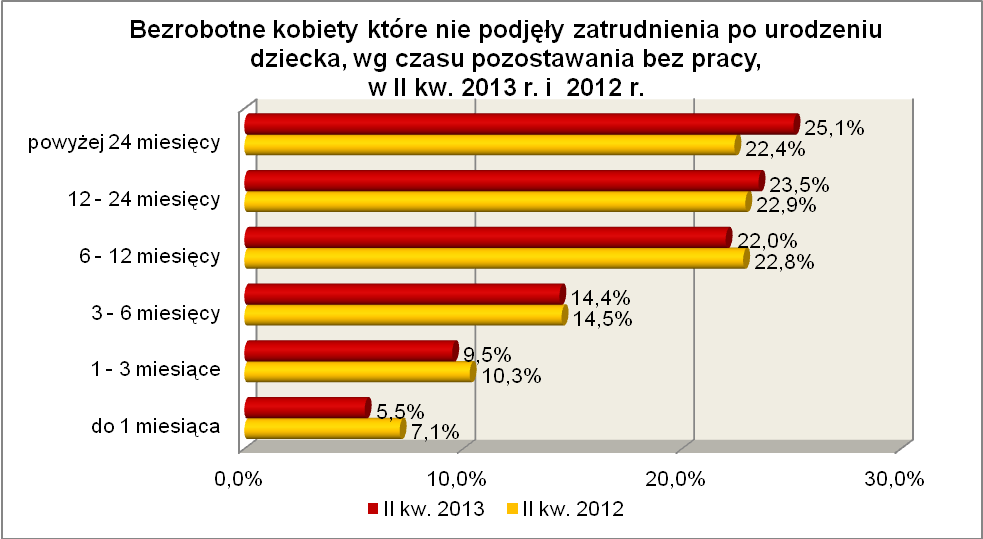 Bezrobotne kobiety które nie podjęły zatrudnienia po urodzeniu
dziecka, wg czasu pozostawania bez pracy,
w II kw. 2013 r. i  2012 r.
powyżej 24 miesięcy
25,1%
22,4%
12 - 24 miesięcy
23,5%
22,9%
6 - 12 miesięcy
22,0%
22,8%
3 - 6 miesięcy
14,4%
14,5%
1 - 3 miesiące
9,5%
10,3%
do 1 miesiąca
5,5%
7,1%
0,0% 10,0% 20,0% 30,0%
II kw. 2013 II kw. 2012